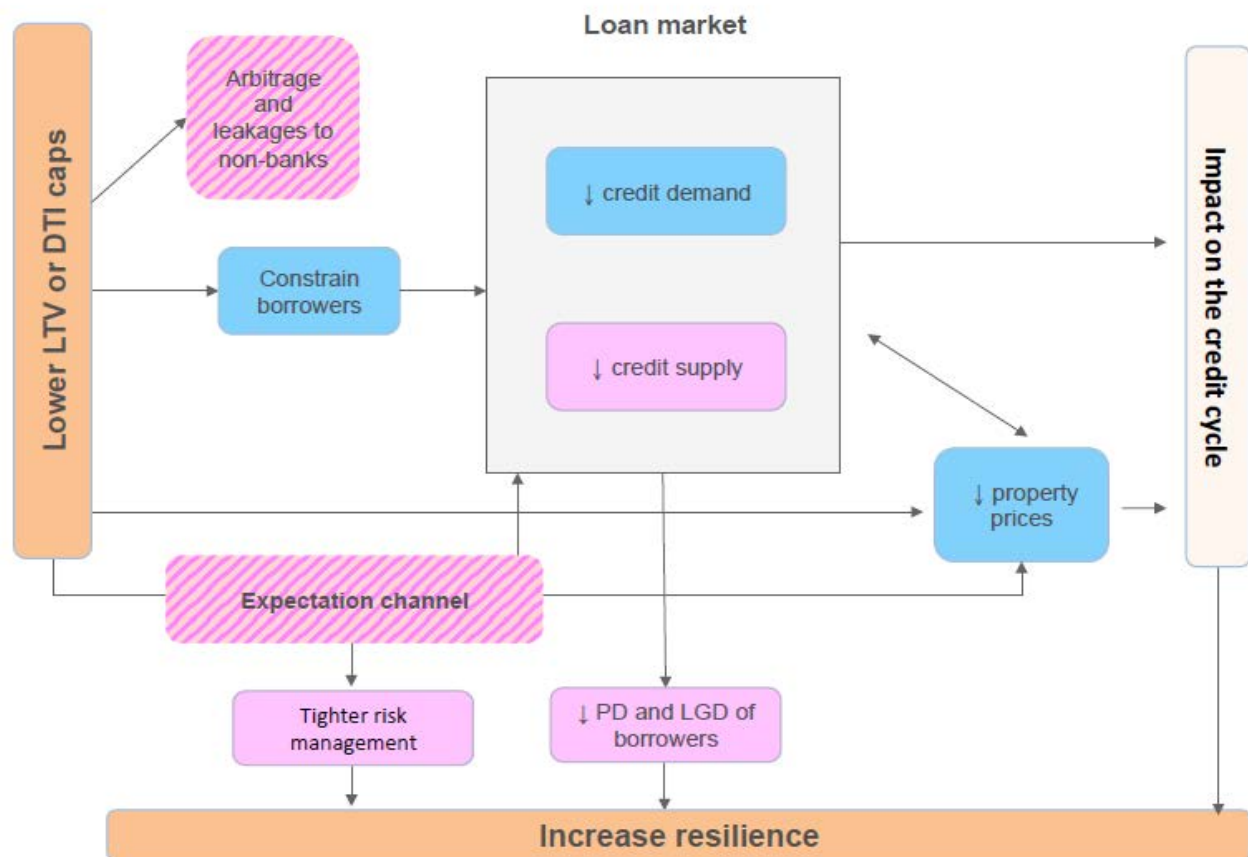 Loan market
Lower LTV or DTI caps
Arbitrage
and
leakages to
non-banks
↓ credit demand
Constrain
borrowers
↓ credit supply
Impact on the credit cycle
↓ property
prices
Expectation channel
Tighter risk
management
↓ PD and LGD of
borrowers
Increase resilience